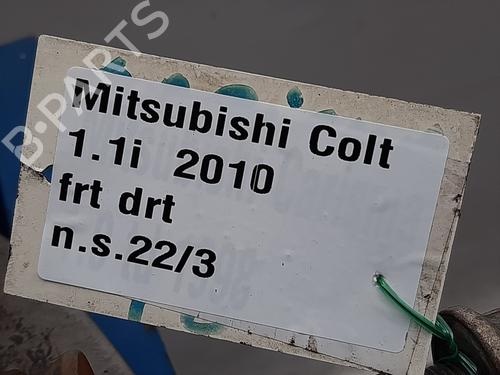 B-PARTS
Mitsubishi Colt
1.1i 2010
frt drt
n.s.22/3